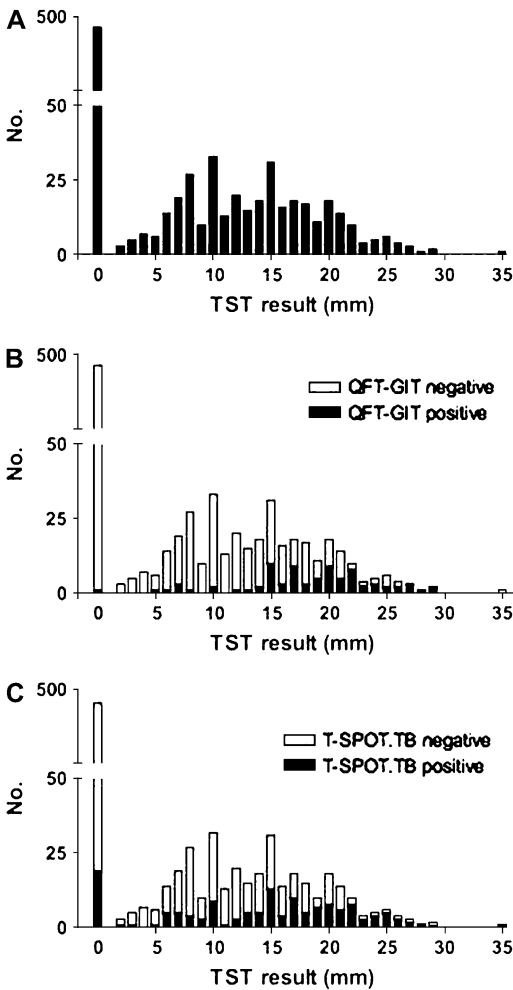 A
500
50
25
0
No.
0 5 10 15 20 25 30 35
TST result (mm)
B
500
50
25
0
No.
QFT-GIT negative
QFT-GIT positive
0 5 10 15 20 25 30 35
TST result (mm)
C
500
50
25
0
No.
T-SPOT.TB negative
T-SPOT.TB positive
0 5 10 15 20 25 30 35
TST result (mm)